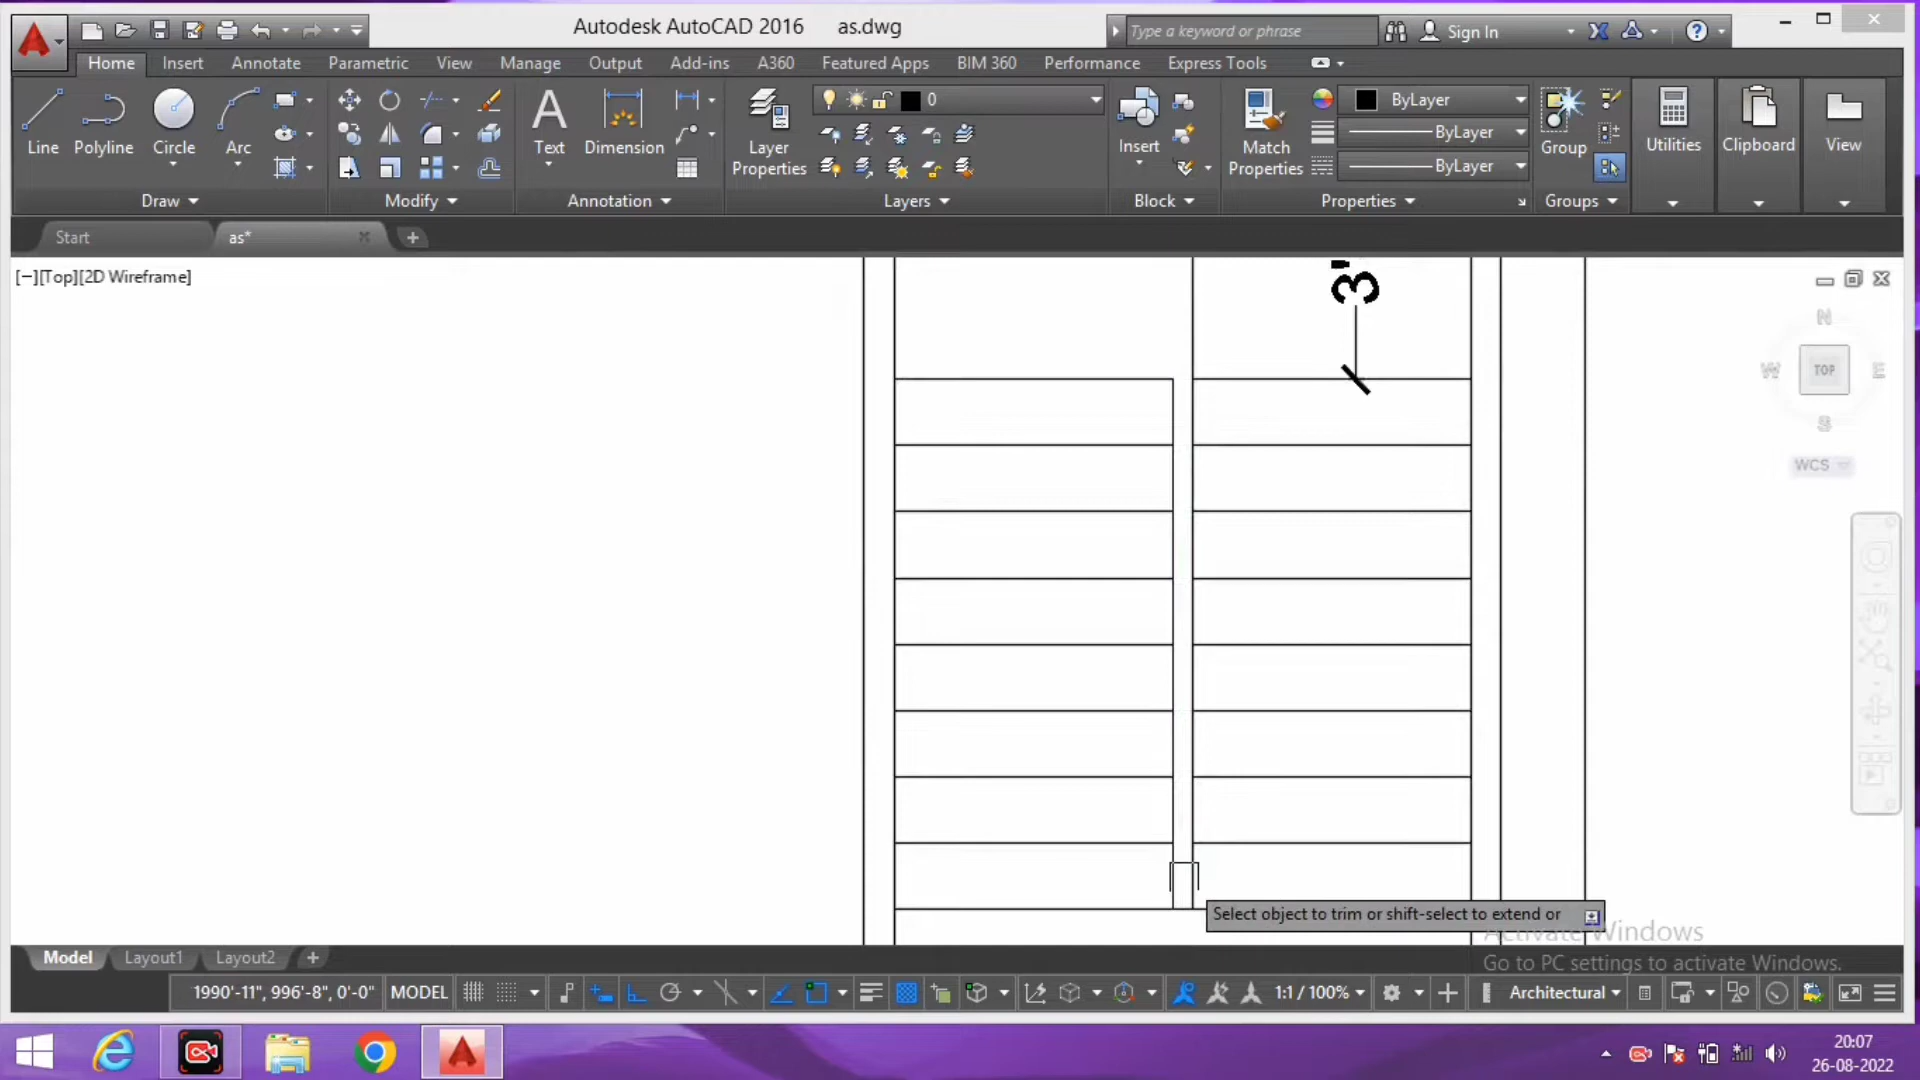 Autodesk AutoCAD 2016 as.dwg
Type a keyword or phrase
Sign In
Home Insert Annotate Parametric View Manage Output Add-ins A360 Featured Apps BIM 360 Performance Express Tools
Line Polyline Circle Arc
Text Dimension
Layer Properties
0
Insert
Match Properties
ByLayer
ByLayer
ByLayer
Group
Utilities
Clipboard
View
Draw Modify Annotation Layers Block Properties Groups
Start as*
[−][Top][2D Wireframe]
3'
N
W TOP E
S
WCS
Select object to trim or shift-select to extend or
Activate Windows
Go to PC settings to activate Windows.
Model Layout1 Layout2
1990'-11", 996'-8", 0'-0" MODEL 1:1 / 100% Architectural
20:07
26-08-2022